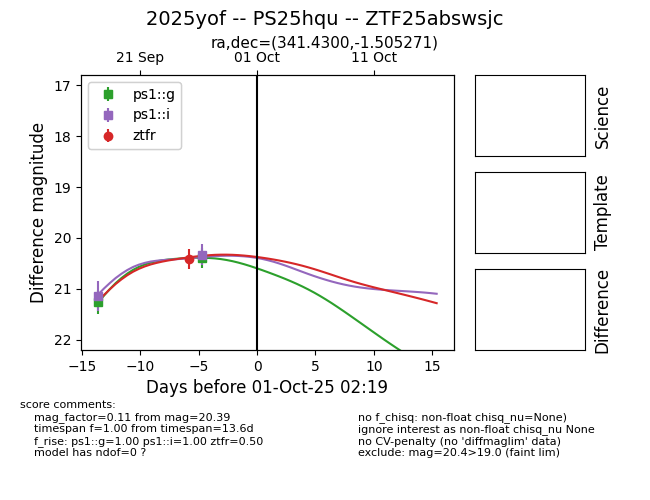 2025yof -- PS25hqu -- ZTF25abswsjc
ra,dec=(341.4300,-1.505271)
21 Sep
01 Oct
11 Oct
ps1::g
ps1::i
ztfr
17
18
19
20
21
22
Difference magnitude
−15
−10
−5
0
5
10
15
Days before 01-Oct-25 02:19
Science
Template
Difference
score comments:
mag_factor=0.11 from mag=20.39
timespan f=1.00 from timespan=13.6d
f_rise: ps1::g=1.00 ps1::i=1.00 ztfr=0.50
model has ndof=0 ?
no f_chisq: non-float chisq_nu=None)
ignore interest as non-float chisq_nu None
no CV-penalty (no 'diffmaglim' data)
exclude: mag=20.4>19.0 (faint lim)